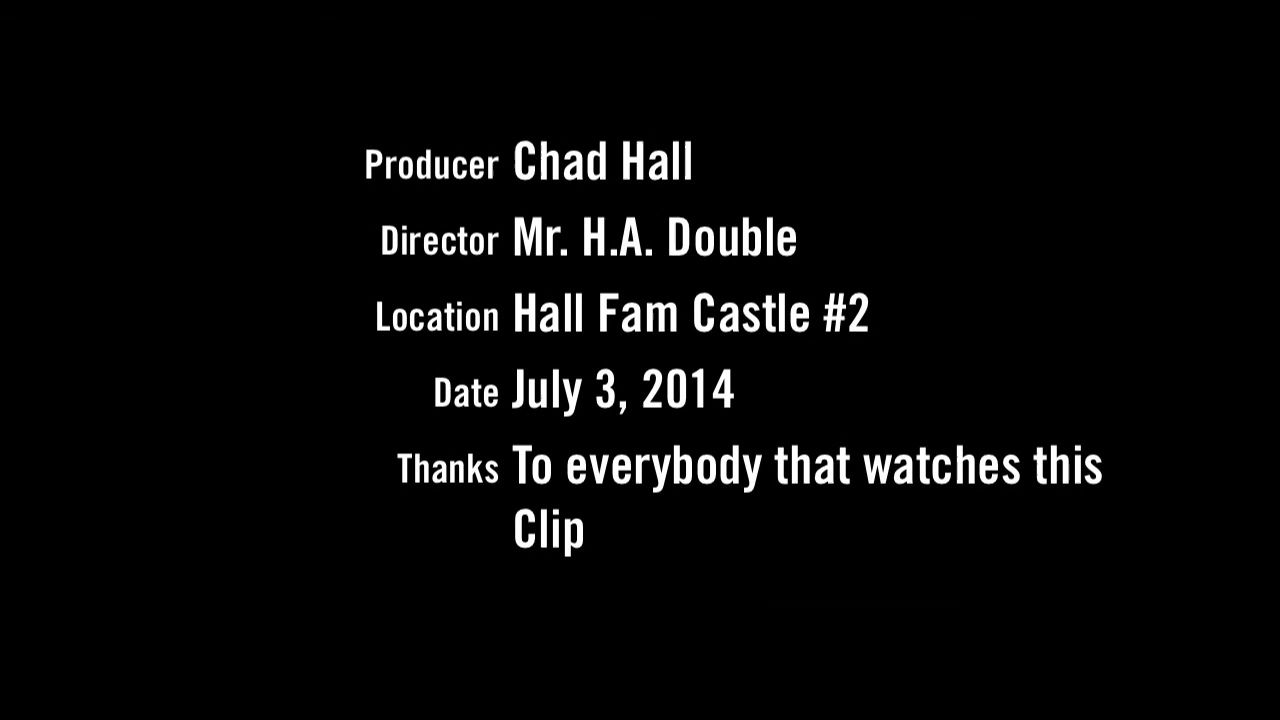 Producer Chad Hall
Director Mr. H.A. Double
Location Hall Fam Castle #2
Date July 3, 2014
Thanks To everybody that watches this
Clip